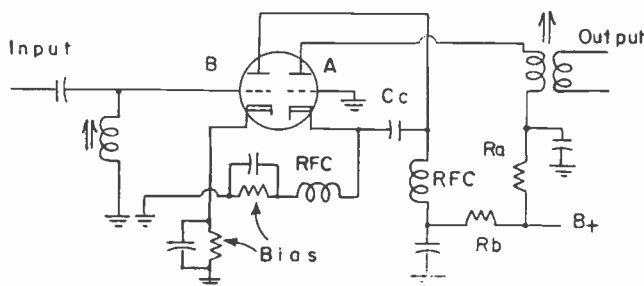 Input
B
A
Output
Cc
RFC
RFC
Ra
Rb
B+
Bias